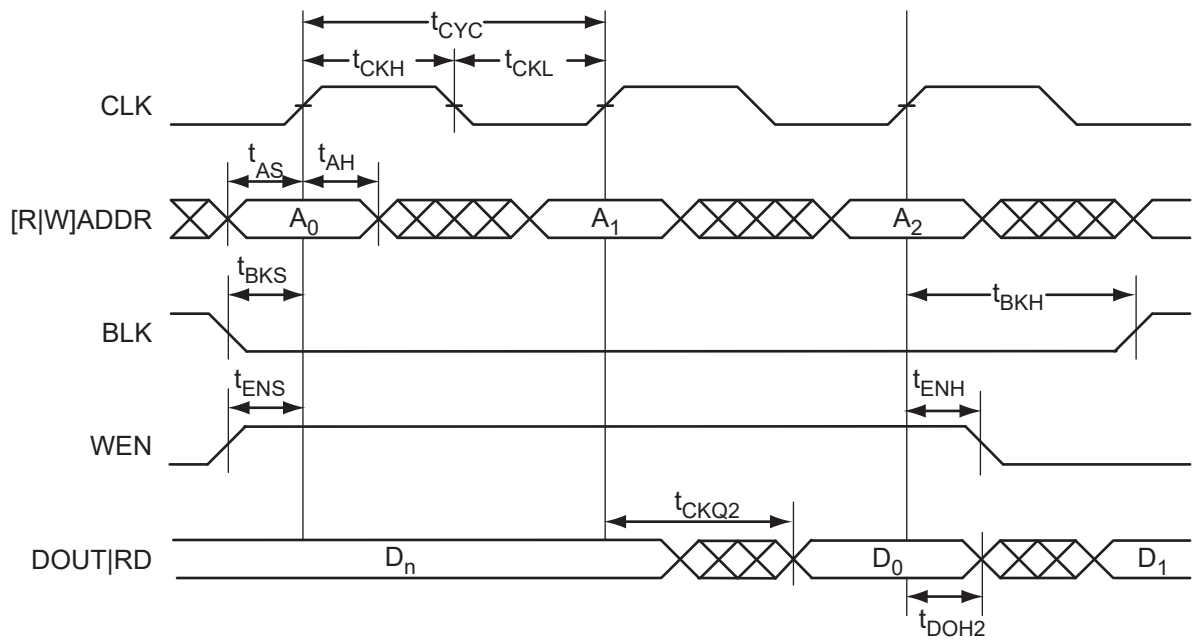 tCYC
tCKH tCKL
CLK
tAS tAH
[R|W]ADDR A0 A1 A2
tBKS tBKH
BLK
tENS tENH
WEN
tCKQ2
DOUT|RD Dn D0 D1
tDOH2